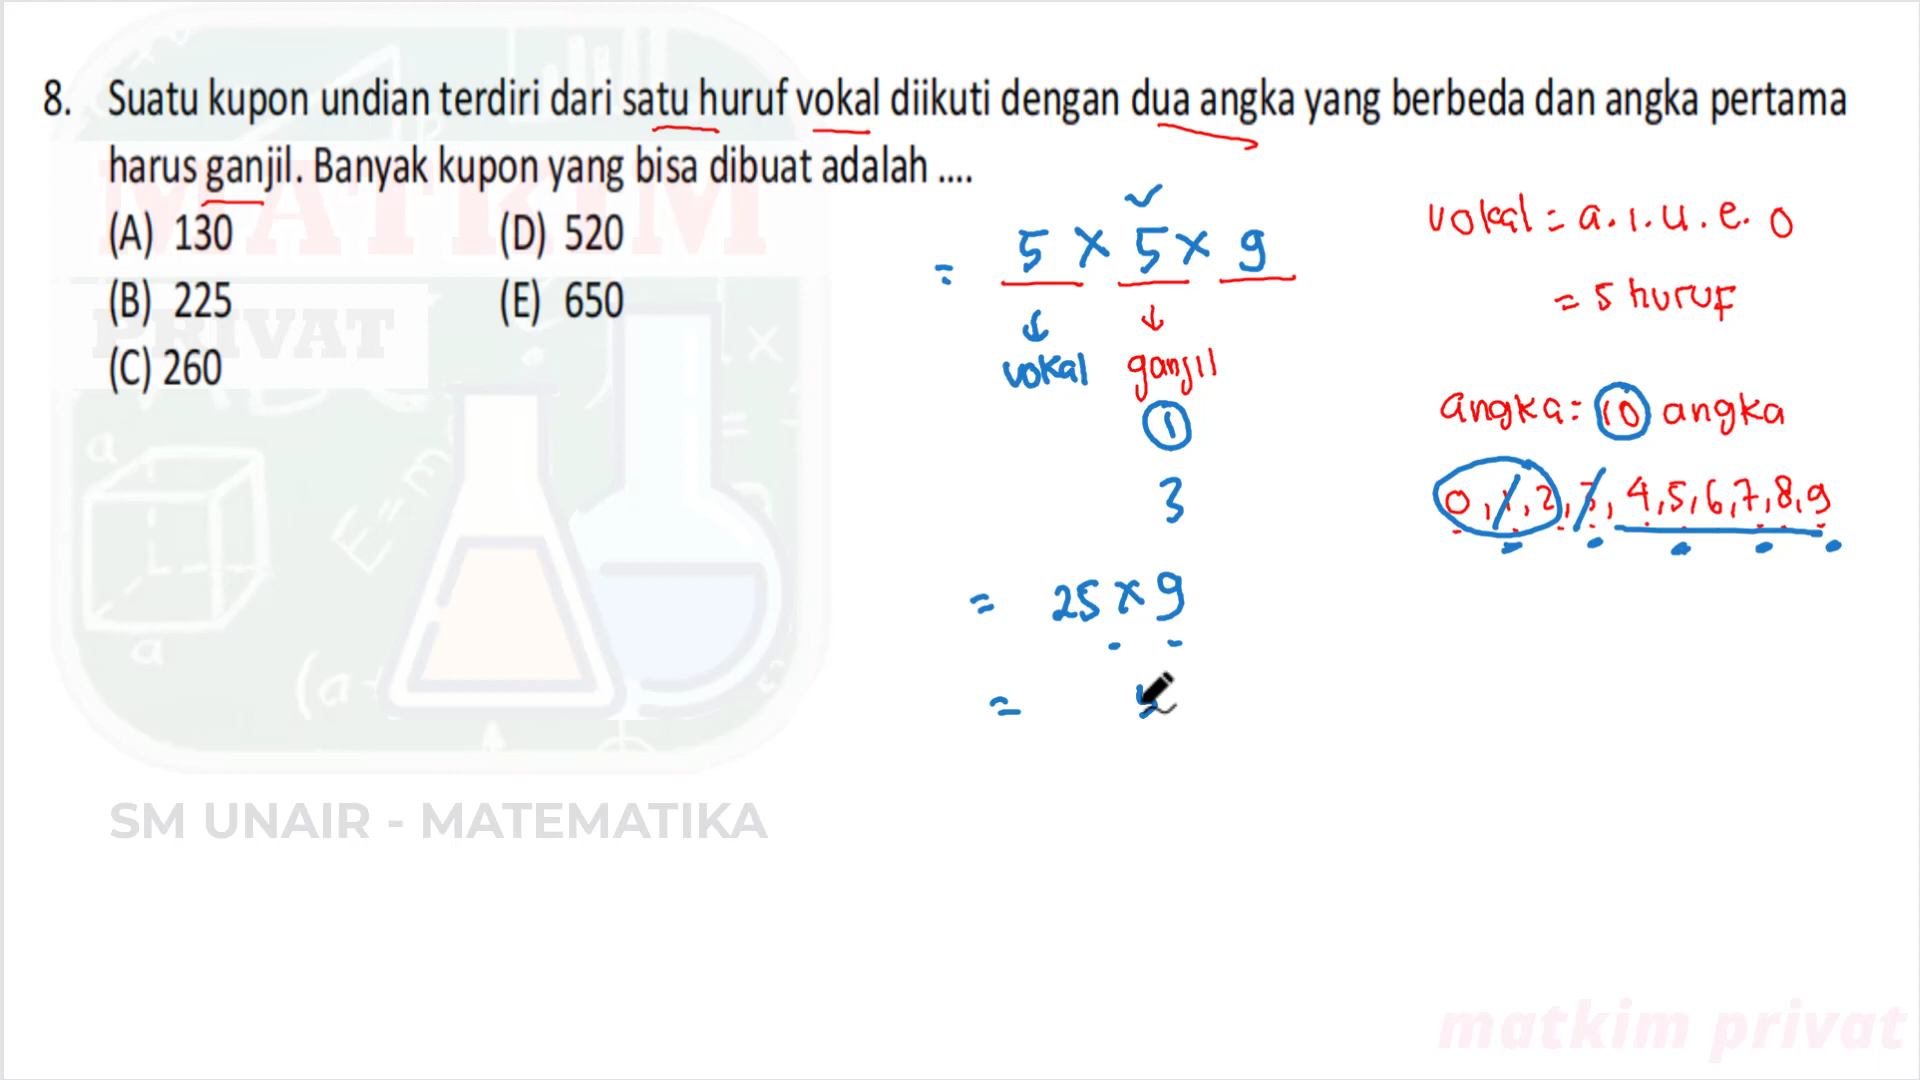 8. Suatu kupon undian terdiri dari satu huruf vokal diikuti dengan dua angka yang berbeda dan angka pertama
harus ganjil. Banyak kupon yang bisa dibuat adalah ....
(A) 130
(D) 520
(B) 225
(E) 650
(C) 260
= 5 × 5 × 9
vokal
ganjil
1
3
= 25 × 9
=
vokal = a. i. u. e. o
= 5 huruf
angka = 10 angka
0, 1, 2, 3, 4, 5, 6, 7, 8, 9
MATKIM
PRIVAT
ABC
a
a
E=m
(a+
SM UNAIR - MATEMATIKA
matkim privat